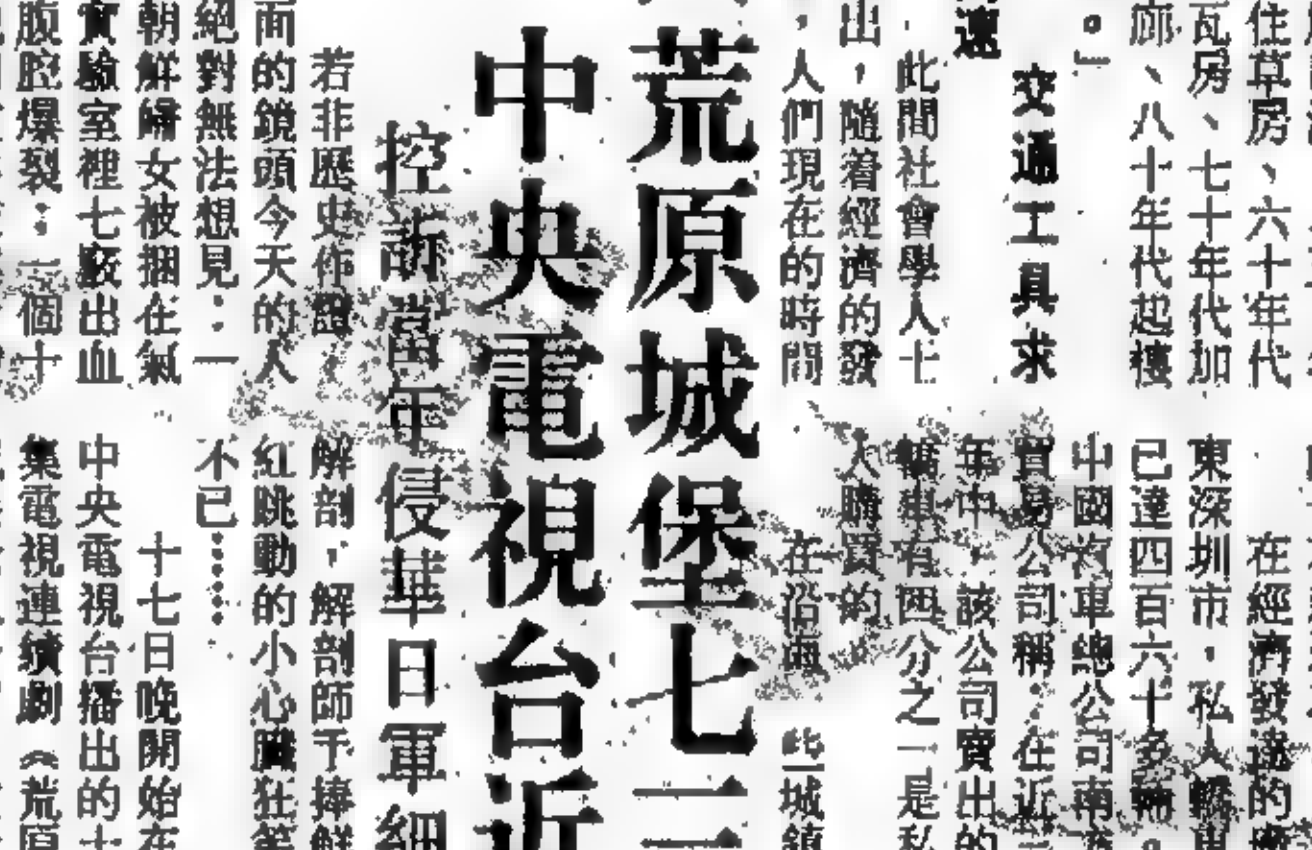 住草房、六十年代
瓦房、七十年代加
廊、八十年代起樓
。」
交通工具求
此間社會學人士
出，隨着經濟的發
，人們現在的時間
在經濟發達的
東深圳市，私人轎車
已達四百六十多輛。
中國汽車總公司南
貿易公司稱：在近
年中，該公司賣出的
轎車有四分之一是私
人購買的
在
些城鎮
荒原城堡七三
中央電視台近
控訴當年侵華日軍細
若非歷史作證，
面的鏡頭今天的人
絕對無法想見：一
朝鮮婦女被捆在氣
實驗室裡七竅出血
腹腔爆裂；一個十
解剖，解剖師手捧鮮
紅跳動的小心臟狂笑
不已……
十七日晚開始在
中央電視台播出的十
集電視連續劇《荒原